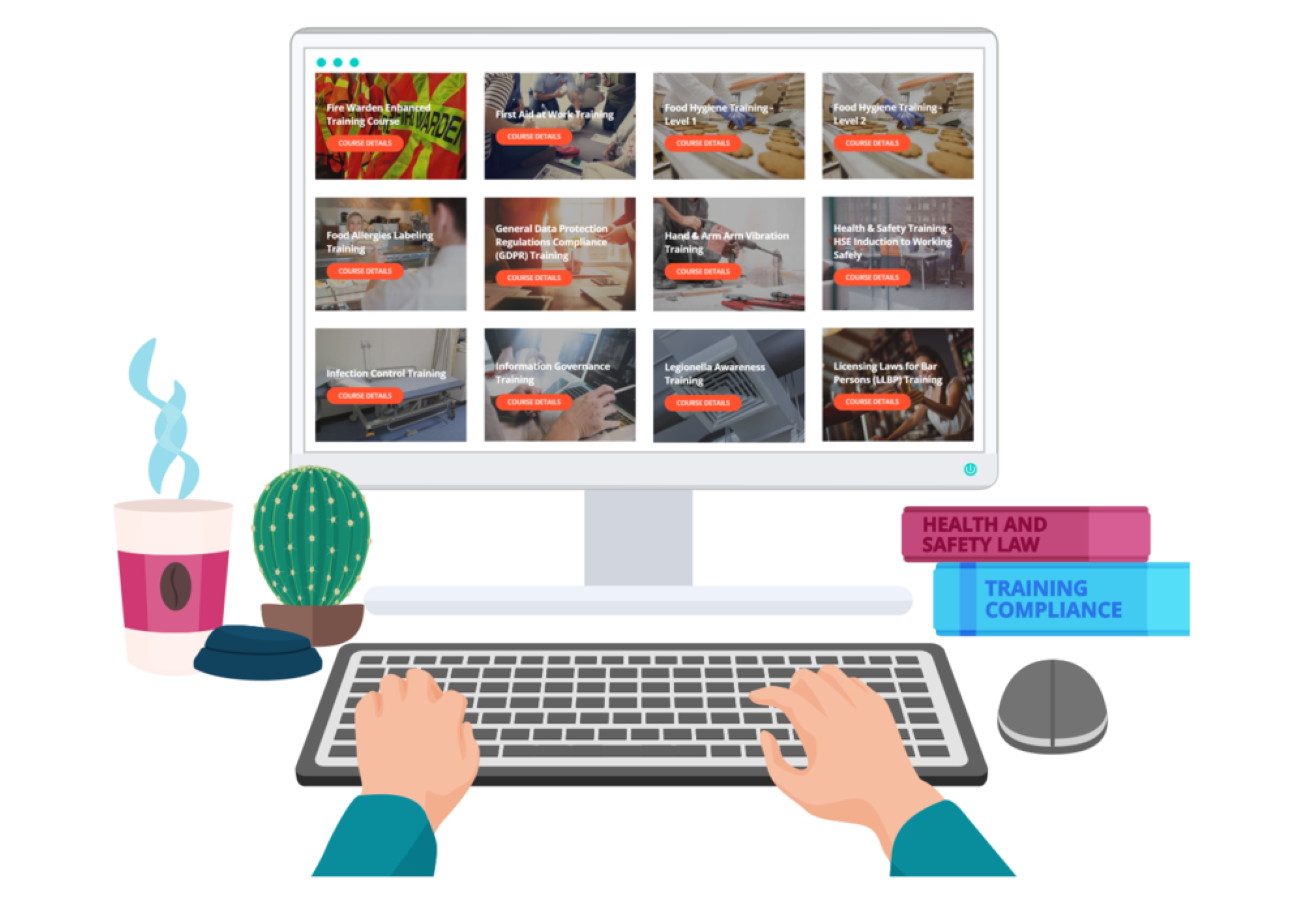 Fire Warden Enhanced
Training Course
COURSE DETAILS
First Aid at Work Training
COURSE DETAILS
Food Hygiene Training -
Level 1
COURSE DETAILS
Food Hygiene Training -
Level 2
COURSE DETAILS
Food Allergies Labeling
Training
COURSE DETAILS
General Data Protection
Regulations Compliance
(GDPR) Training
COURSE DETAILS
Hand & Arm Arm Vibration
Training
COURSE DETAILS
Health & Safety Training -
HSE Induction to Working
Safely
COURSE DETAILS
Infection Control Training
COURSE DETAILS
Information Governance
Training
COURSE DETAILS
Legionella Awareness
Training
COURSE DETAILS
Licensing Laws for Bar
Persons (LLBP) Training
COURSE DETAILS
HEALTH AND
SAFETY LAW
TRAINING
COMPLIANCE